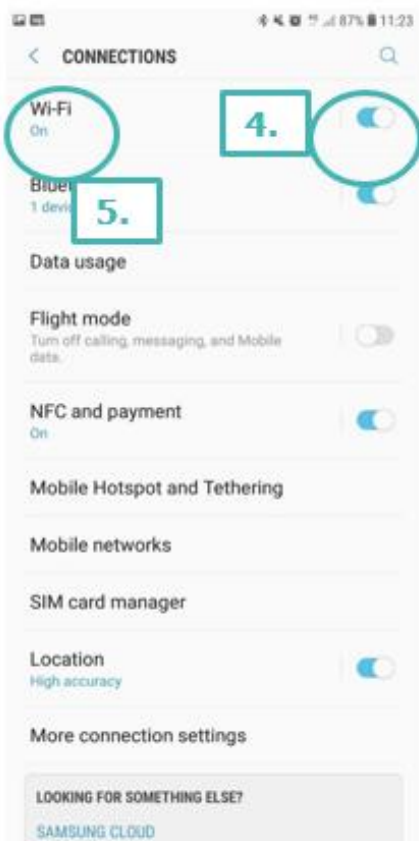 87% 11:23
CONNECTIONS
Wi-Fi
On
4.
1
5.
Data usage
Flight mode
Turn off calling, messaging, and Mobile
data.
NFC and payment
On
Mobile Hotspot and Tethering
Mobile networks
SIM card manager
Location
High accuracy
More connection settings
LOOKING FOR SOMETHING ELSE?
SAMSUNG CLOUD